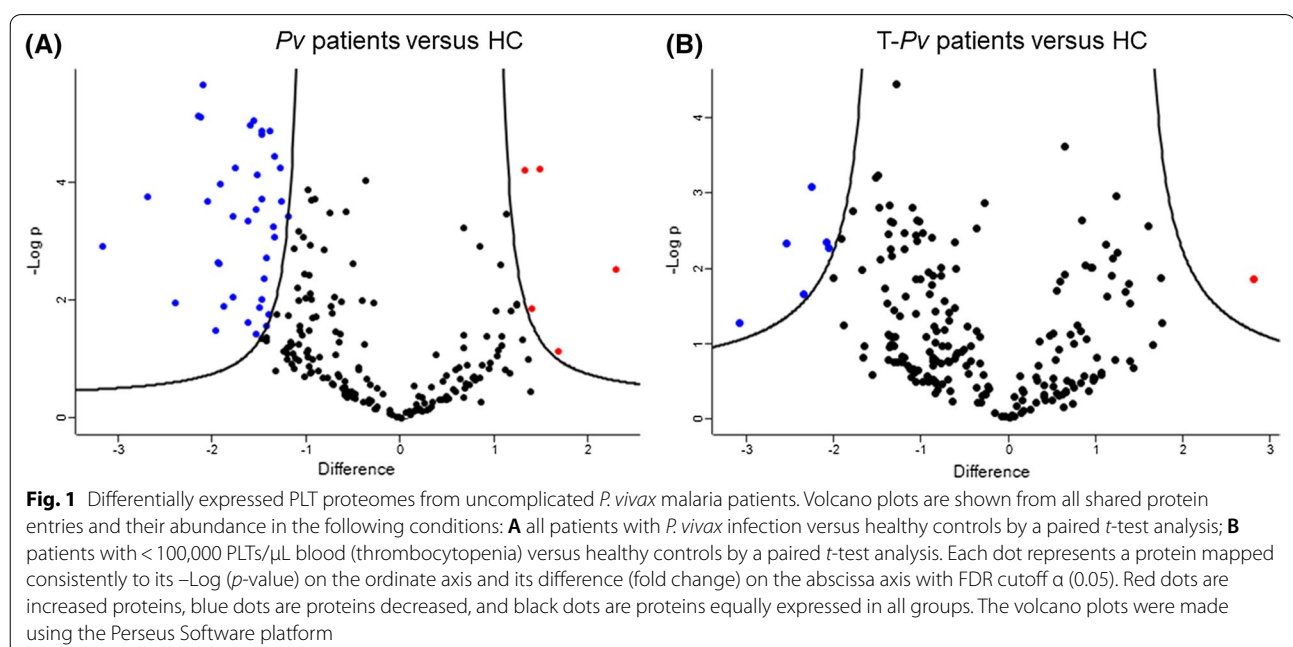 (A)
Pv patients versus HC
-Log p
4
2
0
-3
-2
-1
0
1
2
Difference
(B)
T-Pv patients versus HC
-Log p
4
3
2
1
0
-3
-2
-1
0
1
2
3
Difference
Fig. 1 Differentially expressed PLT proteomes from uncomplicated P. vivax malaria patients. Volcano plots are shown from all shared protein
entries and their abundance in the following conditions: A all patients with P. vivax infection versus healthy controls by a paired t-test analysis; B
patients with < 100,000 PLTs/μL blood (thrombocytopenia) versus healthy controls by a paired t-test analysis. Each dot represents a protein mapped
consistently to its –Log (p-value) on the ordinate axis and its difference (fold change) on the abscissa axis with FDR cutoff α (0.05). Red dots are
increased proteins, blue dots are proteins decreased, and black dots are proteins equally expressed in all groups. The volcano plots were made
using the Perseus Software platform